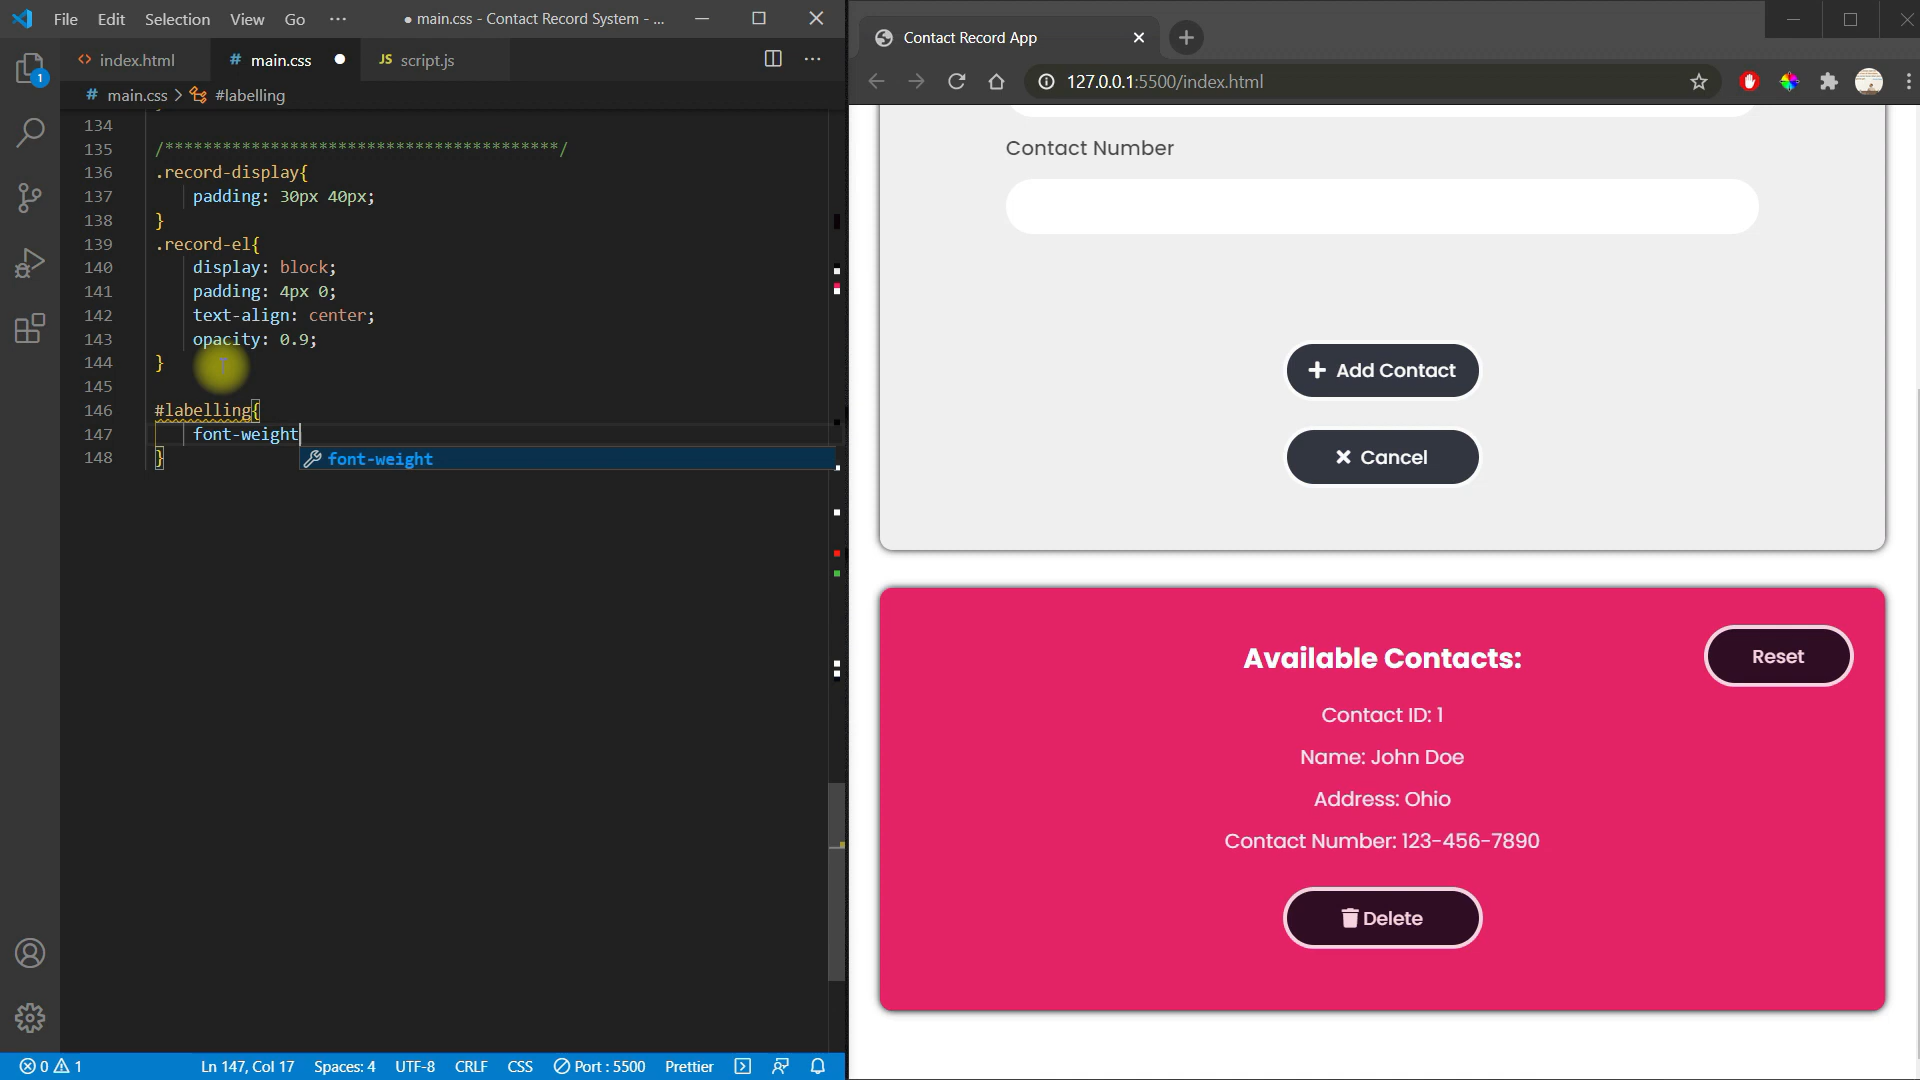 File Edit Selection View Go ··· ● main.css - Contact Record System - ...
index.html
# main.css ●
JS script.js
# main.css > #labelling
134
135 /*****************************************/
136 .record-display{
137 padding: 30px 40px;
138 }
139 .record-el{
140 display: block;
141 padding: 4px 0;
142 text-align: center;
143 opacity: 0.9;
144 }
145
146 #labelling{
147 font-weight
148 }
font-weight
1
0 1 Ln 147, Col 17 Spaces: 4 UTF-8 CRLF CSS Port : 5500 Prettier
Contact Record App
127.0.0.1:5500/index.html
Contact Number
Add Contact
Cancel
Available Contacts:
Reset
Contact ID: 1
Name: John Doe
Address: Ohio
Contact Number: 123-456-7890
Delete